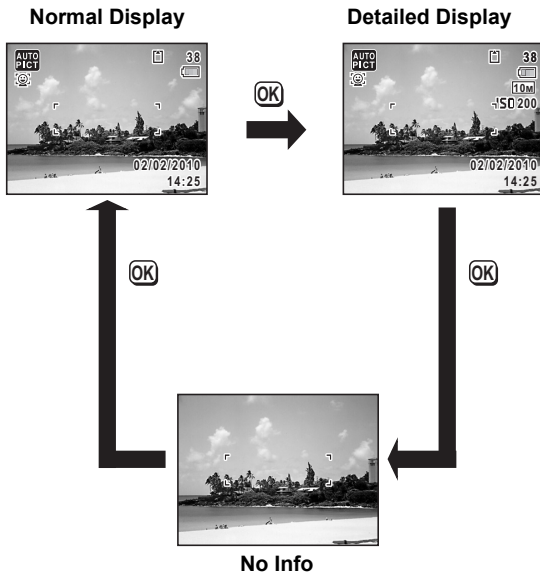 Normal Display
Detailed Display
AUTO
PICT
38
02/02/2010
14:25
OK
AUTO
PICT
38
10M
ISO 200
02/02/2010
14:25
OK
OK
No Info